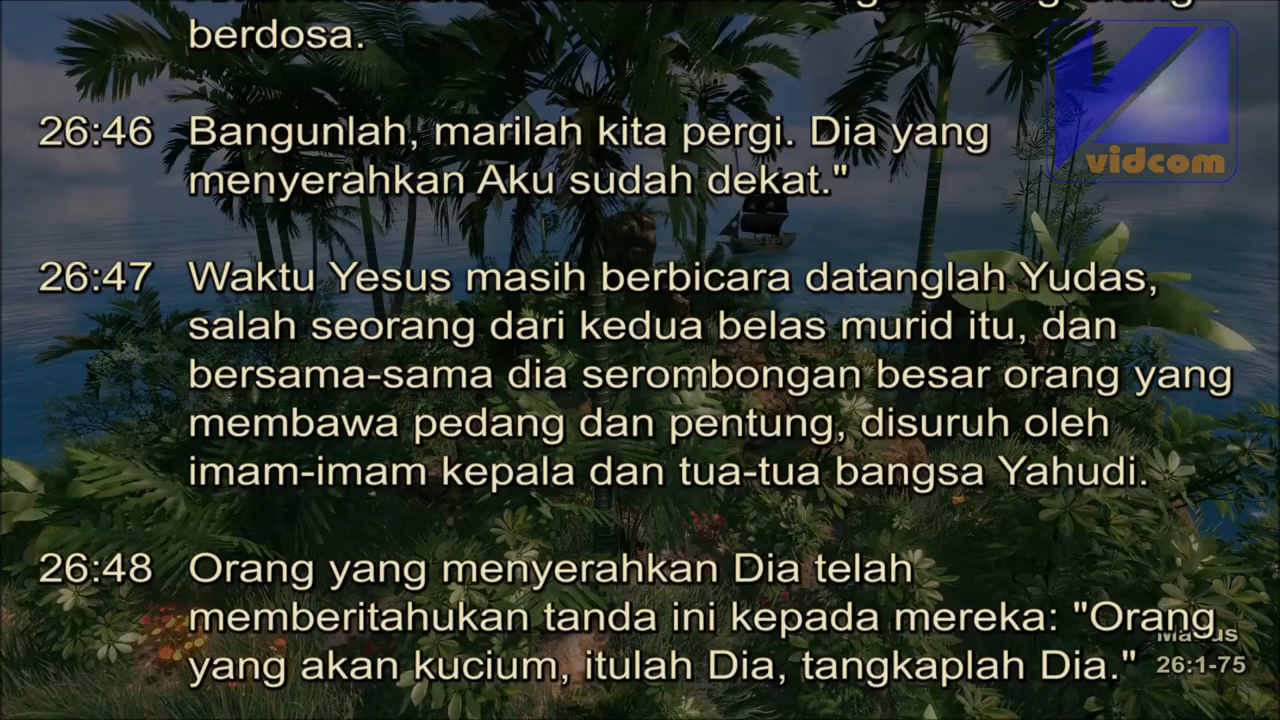 berdosa.
26:46 Bangunlah, marilah kita pergi. Dia yang
menyerahkan Aku sudah dekat."
26:47 Waktu Yesus masih berbicara datanglah Yudas,
salah seorang dari kedua belas murid itu, dan
bersama-sama dia serombongan besar orang yang
membawa pedang dan pentung, disuruh oleh
imam-imam kepala dan tua-tua bangsa Yahudi.
26:48 Orang yang menyerahkan Dia telah
memberitahukan tanda ini kepada mereka: "Orang
yang akan kucium, itulah Dia, tangkaplah Dia."
vidcom
26:1-75